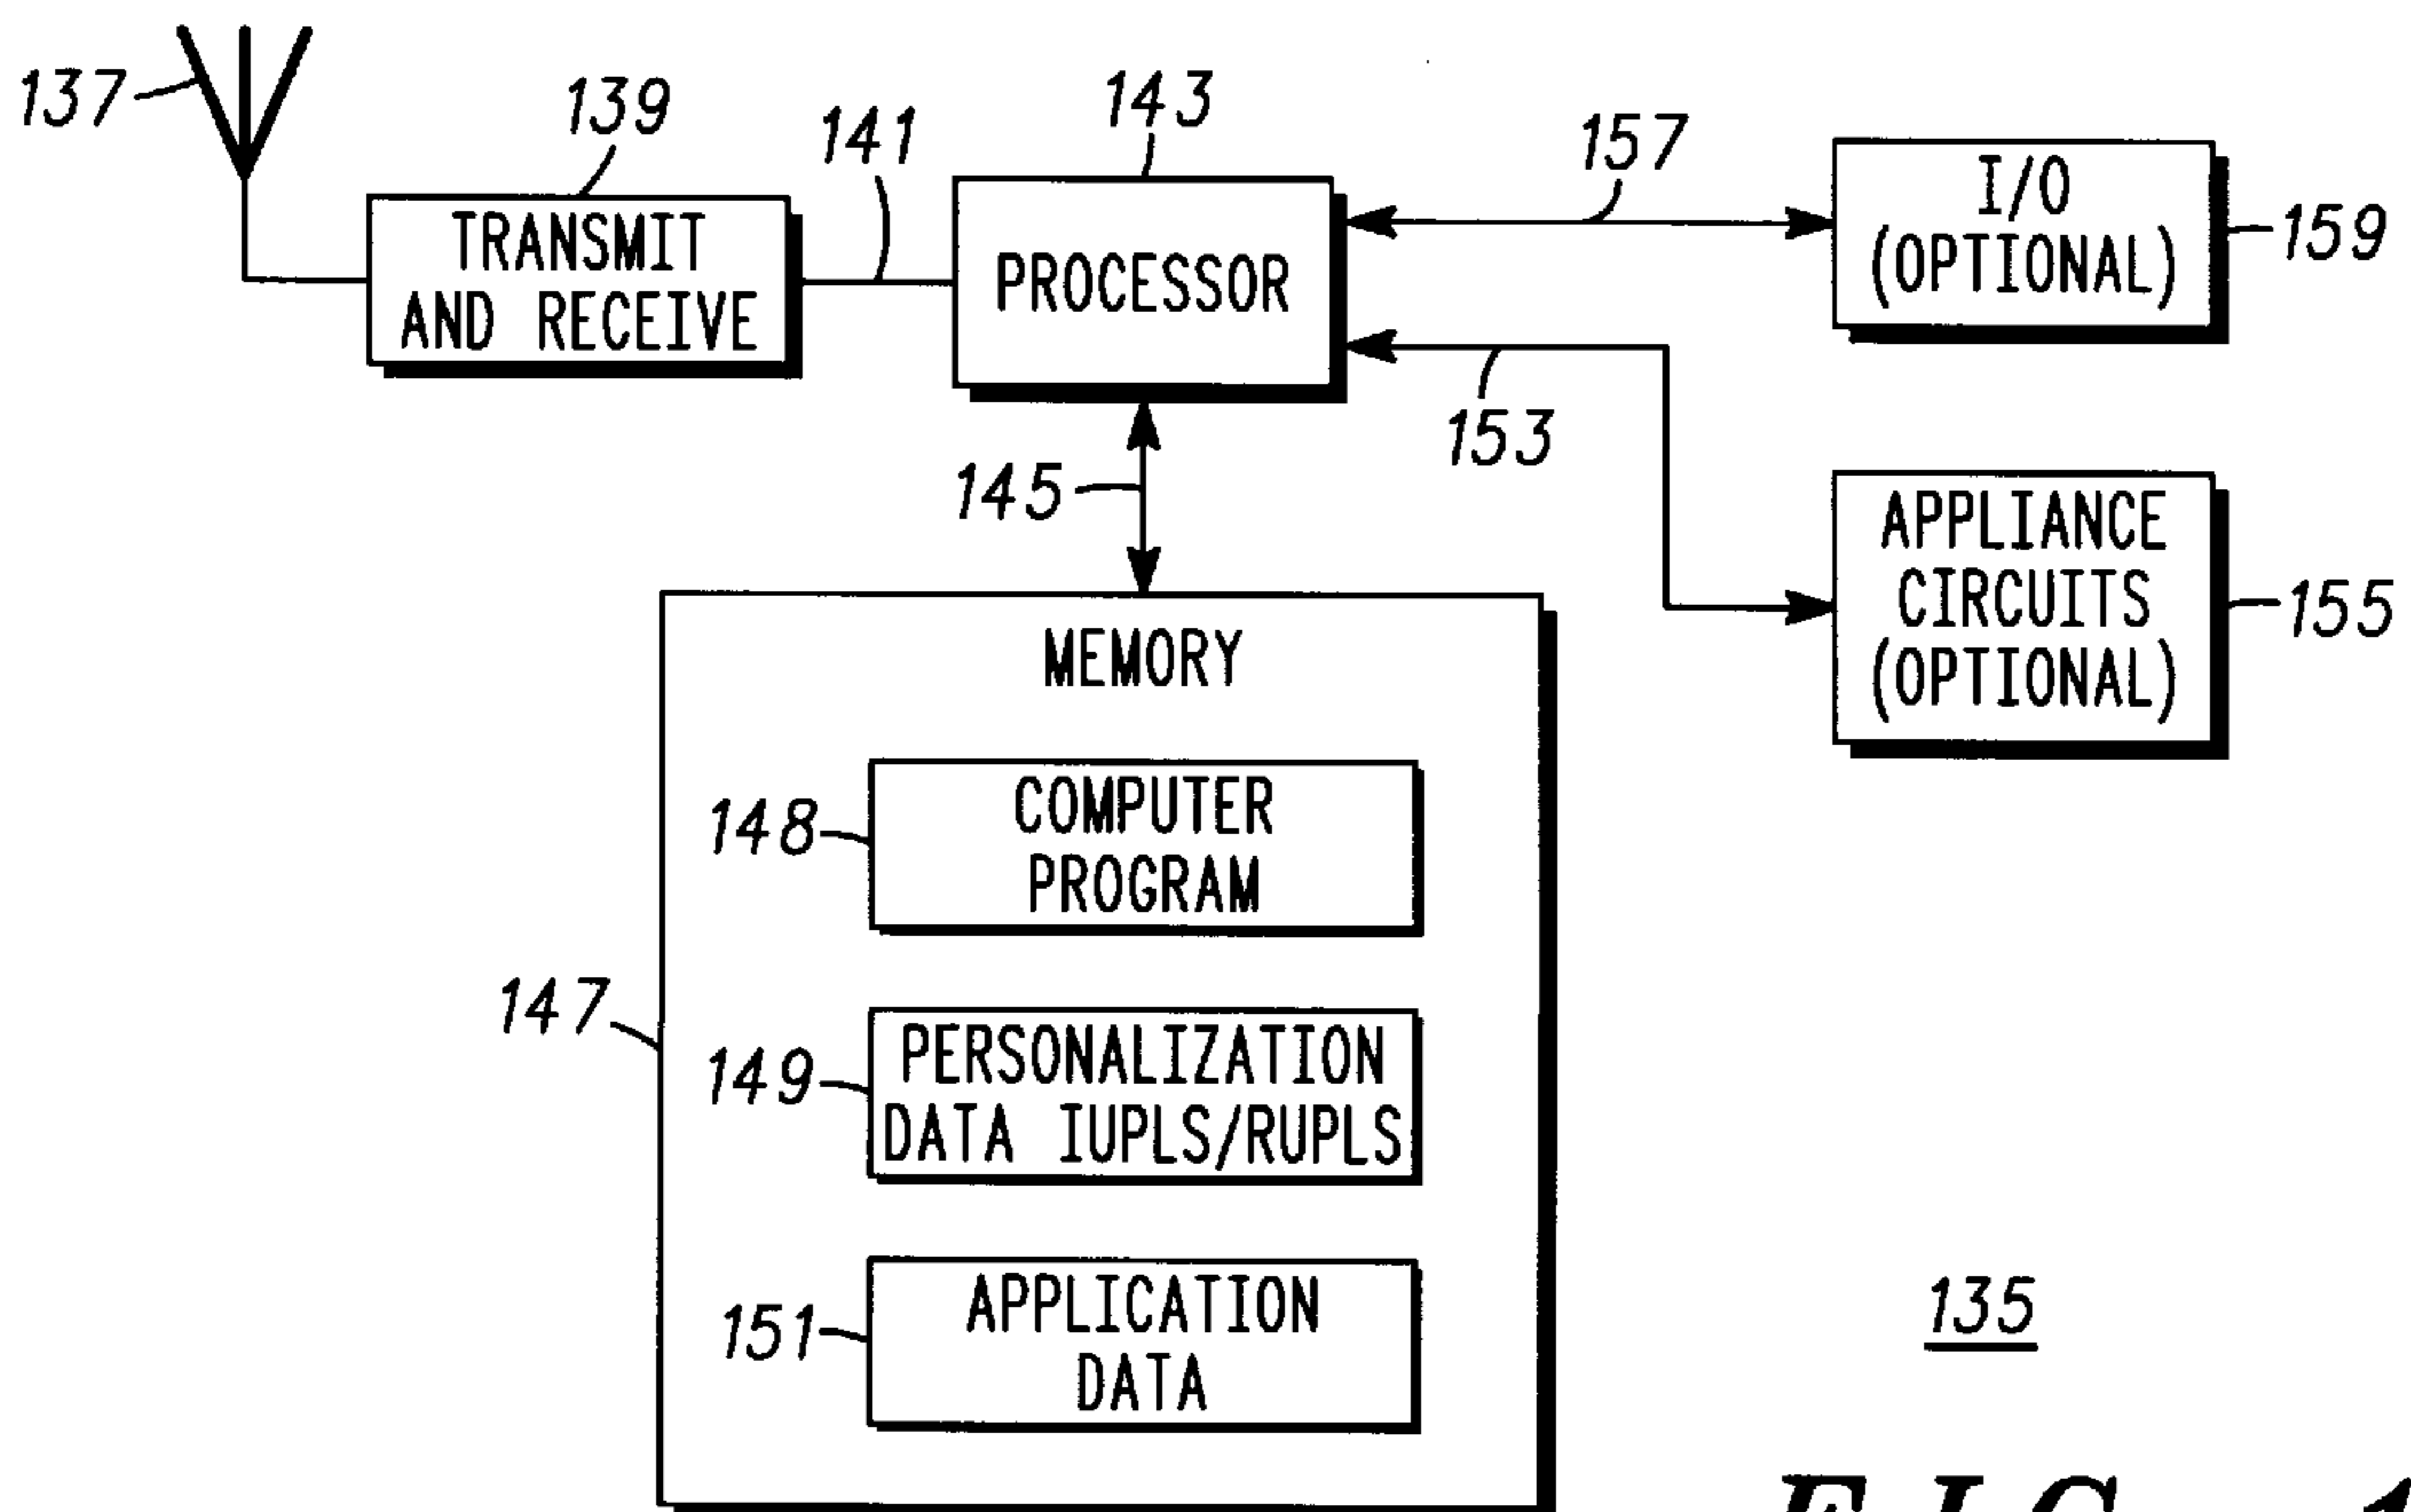 137
139
141
143
157
TRANSMIT
AND RECEIVE
PROCESSOR
I/O
(OPTIONAL)
159
153
145
APPLIANCE
CIRCUITS
(OPTIONAL)
155
MEMORY
148
COMPUTER
PROGRAM
147
149
PERSONALIZATION
DATA IUPLS/RUPLS
151
APPLICATION
DATA
135